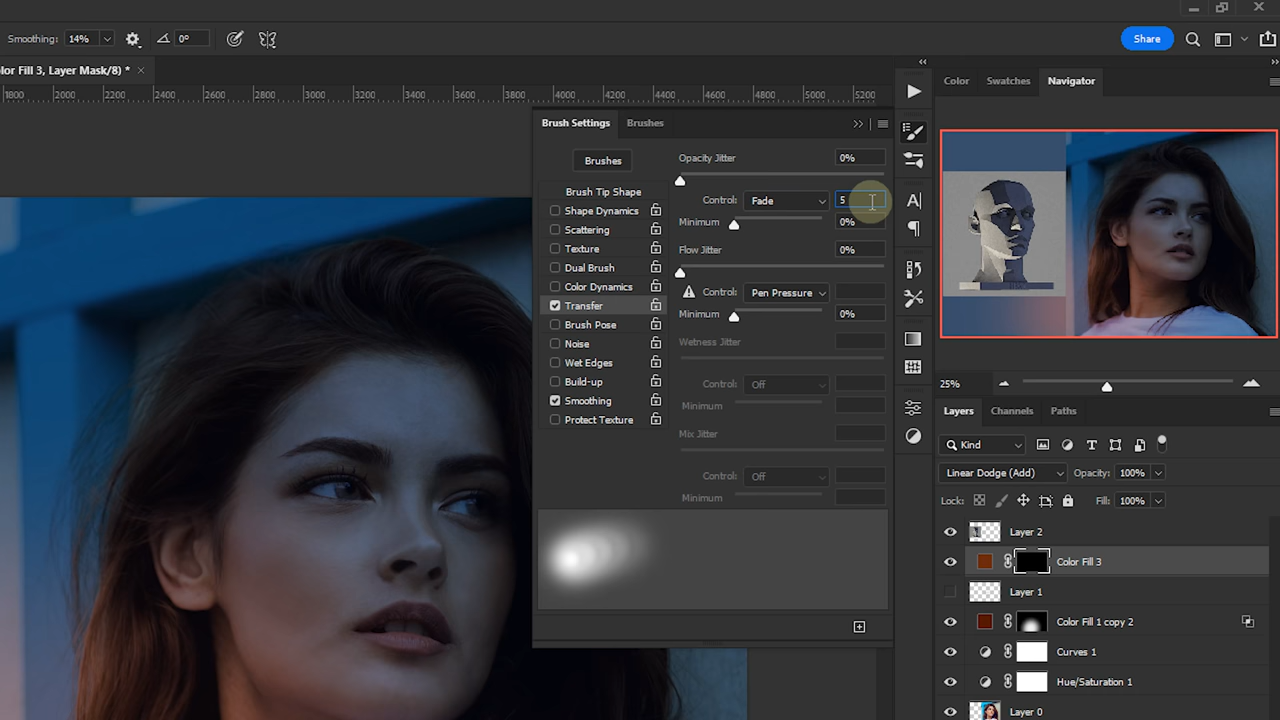 Smoothing: 14% 0°
Share
olor Fill 3, Layer Mask/8) * ×
1800 2000 2200 2400 2600 2800 3000 3200 3400 3600 3800 4000 4200 4400 4600 4800 5000 5200
Color Swatches Navigator
Brush Settings Brushes
Brushes
Opacity Jitter 0%
Brush Tip Shape
Control: Fade 5
Shape Dynamics
Minimum 0%
Scattering
Texture
Flow Jitter 0%
Dual Brush
Color Dynamics
Control: Pen Pressure
Transfer
Minimum 0%
Brush Pose
Noise
Wetness Jitter
Wet Edges
Build-up
Control: Off
Smoothing
Minimum
Protect Texture
Mix Jitter
Control: Off
Minimum
25%
Layers Channels Paths
Kind
Linear Dodge (Add) Opacity: 100%
Lock: Fill: 100%
Layer 2
Color Fill 3
Layer 1
Color Fill 1 copy 2
Curves 1
Hue/Saturation 1
Layer 0